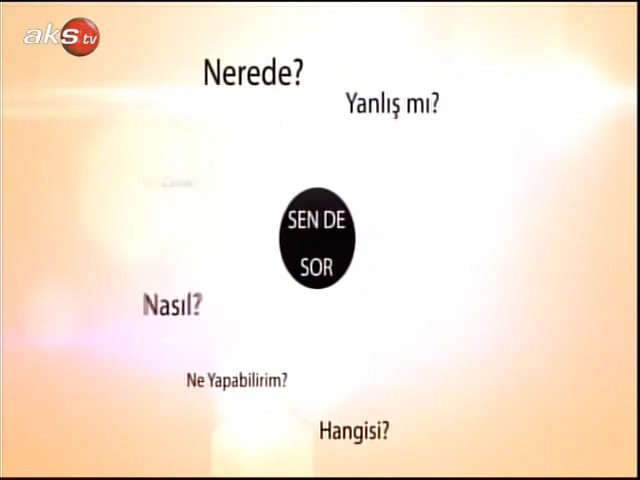 aks tv
Nerede?
Yanlış mı?
SEN DE
SOR
Nasıl?
Ne Yapabilirim?
Hangisi?